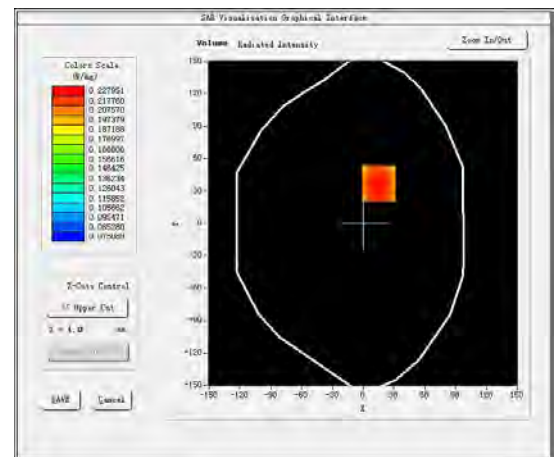 SAR Visualisation Graphical Interface
Volume Radiated Intensity
Zoom In/Out
Colors Scale
(W/kg)
0.227951
0.217760
0.207570
0.197379
0.187188
0.176997
0.166806
0.156616
0.146425
0.136234
0.126043
0.115852
0.105662
0.095471
0.085280
0.075089
Z-Cuts Control
Upper Cut
Z = 4.0 mm
SAVE
Cancel
150
120
90
60
30
0
-30
-60
-90
-120
-150
Y
-150 -120 -90 -60 -30 0 30 60 90 120 150
X